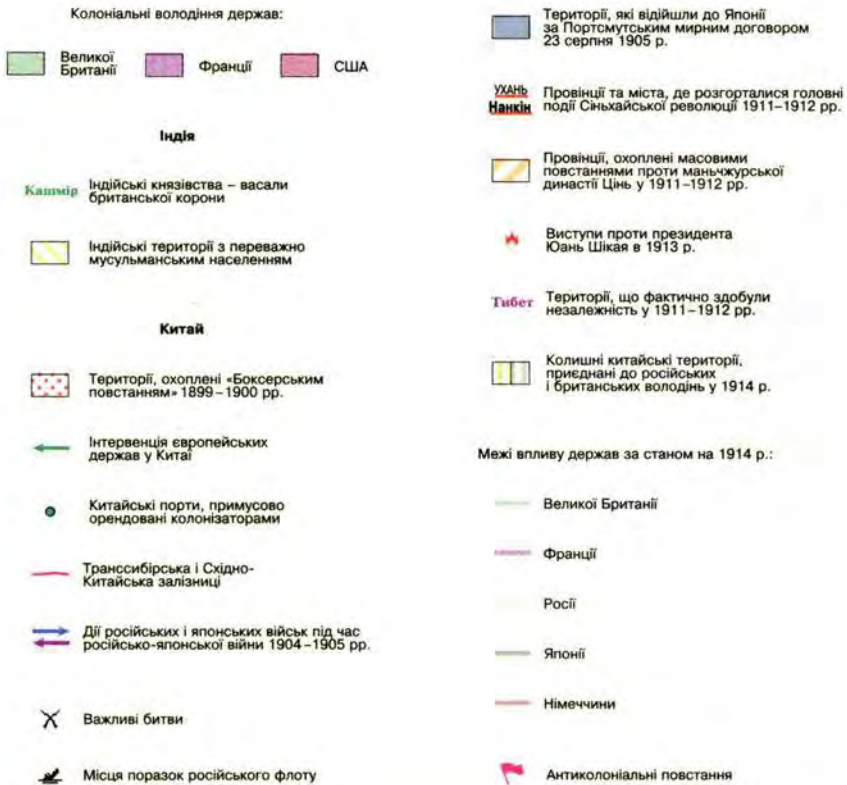 Колоніальні володіння держав:
Великої
Британії
Франції
США
Індія
Кашмір
Індійські князівства – васали
британської корони
Індійські території з переважно
мусульманським населенням
Китай
Території, охоплені «Боксерським
повстанням» 1899–1900 рр.
Інтервенція європейських
держав у Китаї
Китайські порти, примусово
орендовані колонізаторами
Транссибірська і Східно-
Китайська залізниці
Дії російських і японських військ під час
російсько-японської війни 1904–1905 рр.
Важливі битви
Місця поразок російського флоту
Території, які відійшли до Японії
за Портсмутським мирним договором
23 серпня 1905 р.
УХАНЬ
Нанкін
Провінції та міста, де розгорталися головні
події Сіньхайської революції 1911–1912 рр.
Провінції, охоплені масовими
повстаннями проти маньчжурської
династії Цінь у 1911–1912 рр.
Виступи проти президента
Юань Шікая в 1913 р.
Тибет
Території, що фактично здобули
незалежність у 1911–1912 рр.
Колишні китайські території,
приєднані до російських
і британських володінь у 1914 р.
Межі впливу держав за станом на 1914 р.:
Великої Британії
Франції
Росії
Японії
Німеччини
Антиколоніальні повстання